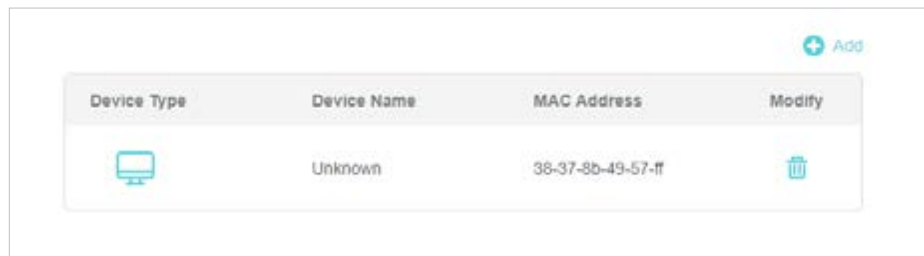 Add
Device Type Device Name MAC Address Modify
Unknown 38-37-8b-49-57-ff